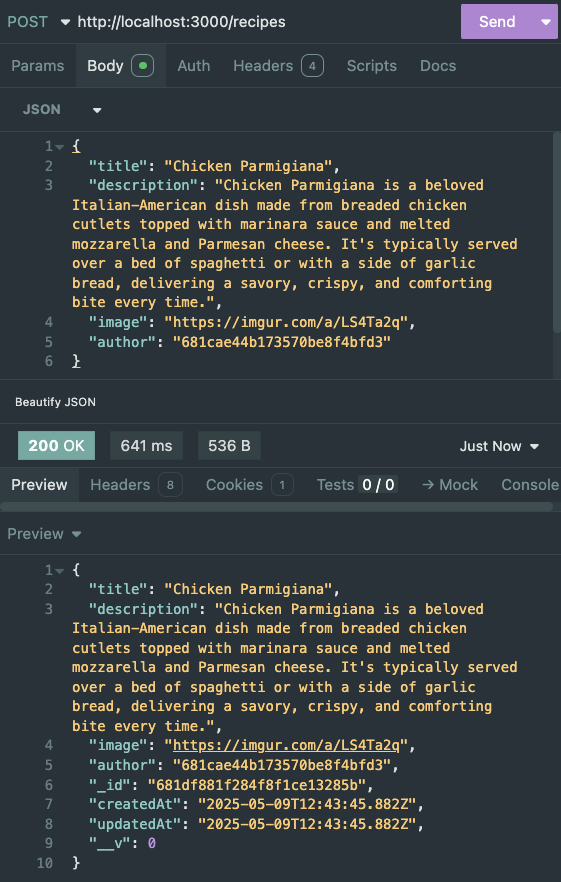 POST http://localhost:3000/recipes Send
Params Body Auth Headers 4 Scripts Docs
JSON
1 {
2 "title": "Chicken Parmigiana",
3 "description": "Chicken Parmigiana is a beloved
Italian-American dish made from breaded chicken
cutlets topped with marinara sauce and melted
mozzarella and Parmesan cheese. It's typically served
over a bed of spaghetti or with a side of garlic
bread, delivering a savory, crispy, and comforting
bite every time.",
4 "image": "https://imgur.com/a/LS4Ta2q",
5 "author": "681cae44b173570be8f4bfd3"
6 }
Beautify JSON
200 OK 641 ms 536 B Just Now
Preview Headers 8 Cookies 1 Tests 0 / 0 → Mock Console
Preview
1 {
2 "title": "Chicken Parmigiana",
3 "description": "Chicken Parmigiana is a beloved
Italian-American dish made from breaded chicken
cutlets topped with marinara sauce and melted
mozzarella and Parmesan cheese. It's typically served
over a bed of spaghetti or with a side of garlic
bread, delivering a savory, crispy, and comforting
bite every time.",
4 "image": "https://imgur.com/a/LS4Ta2q",
5 "author": "681cae44b173570be8f4bfd3",
6 "_id": "681df881f284f8f1ce13285b",
7 "createdAt": "2025-05-09T12:43:45.882Z",
8 "updatedAt": "2025-05-09T12:43:45.882Z",
9 "__v": 0
10 }